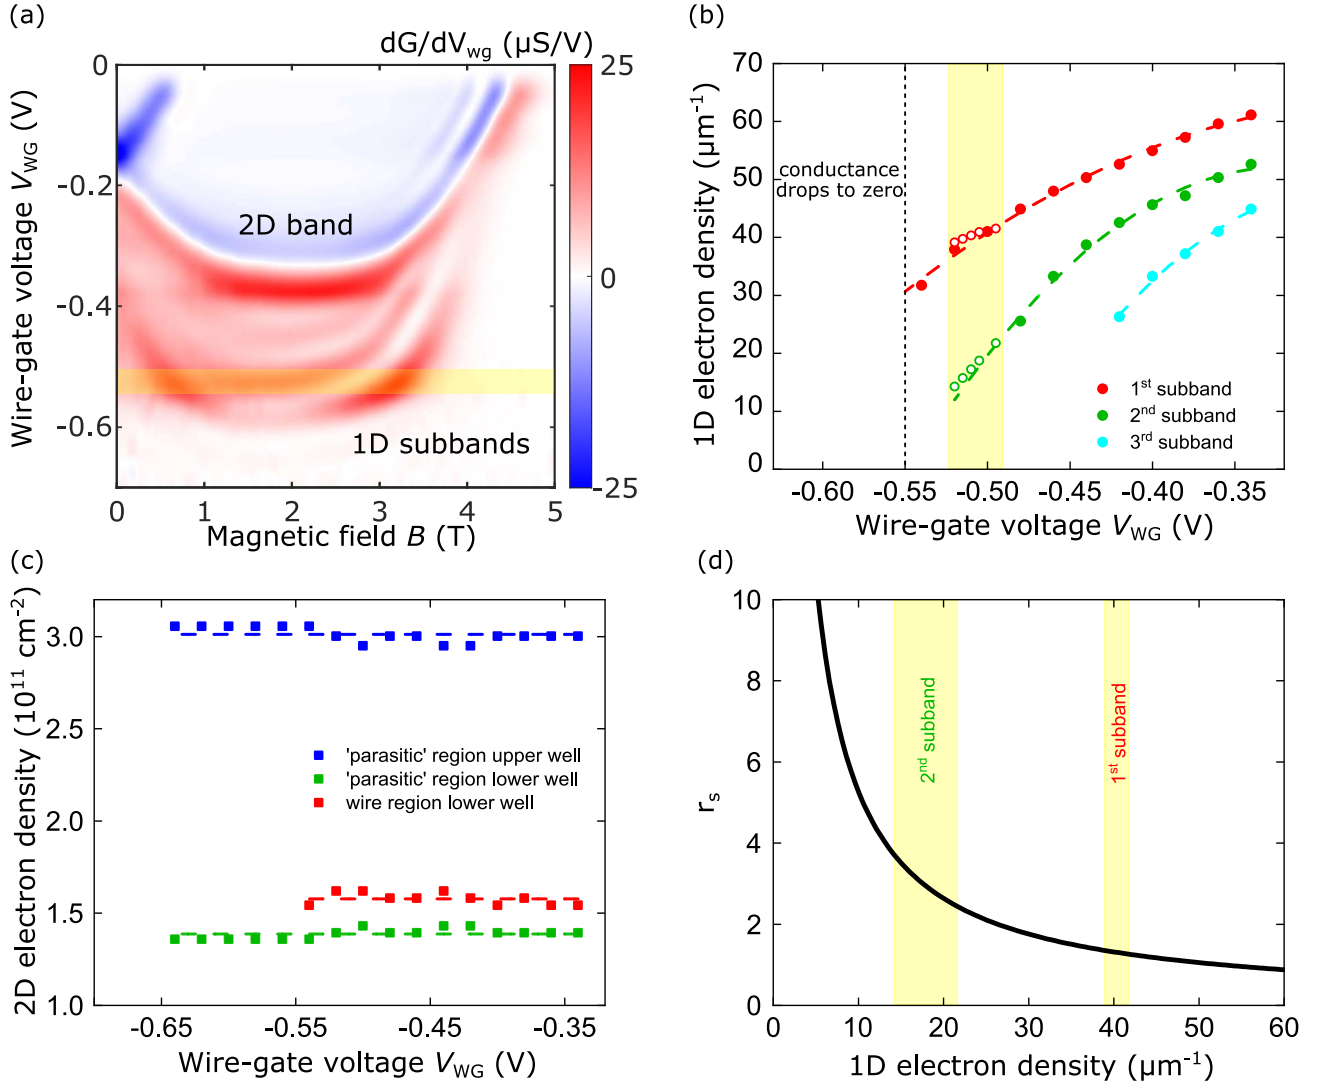 (a)
dG/dVwg (μS/V)
25
0
-25
0
-0.2
-0.4
-0.6
Wire-gate voltage VWG (V)
2D band
1D subbands
0 1 2 3 4 5
Magnetic field B (T)
(b)
70
60
50
40
30
20
10
0
1D electron density (μm-1)
conductance
drops to zero
1st subband
2nd subband
3rd subband
-0.60 -0.55 -0.50 -0.45 -0.40 -0.35
Wire-gate voltage VWG (V)
(c)
3.0
2.5
2.0
1.5
1.0
2D electron density (10^11 cm-2)
'parasitic' region upper well
'parasitic' region lower well
wire region lower well
-0.65 -0.55 -0.45 -0.35
Wire-gate voltage VWG (V)
(d)
10
8
6
4
2
0
rs
2nd subband
1st subband
0 10 20 30 40 50 60
1D electron density (μm-1)